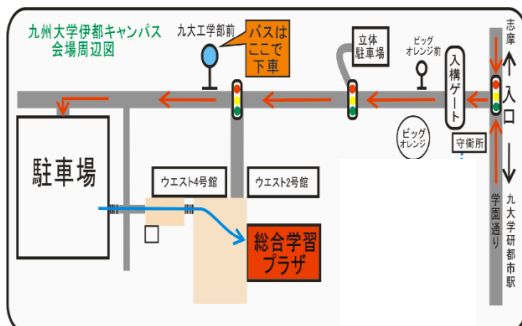 九州大学伊都キャンパス
会場周辺図
九大工学部前
バスは
ここで
下車
立体
駐車場
ビッグ
オレンジ前
入構ゲート
志摩
入口
ビッグ
オレンジ
守衛所
駐車場
ウエスト4号館
ウエスト2号館
総合学習
プラザ
学園通り
九大学研都市駅